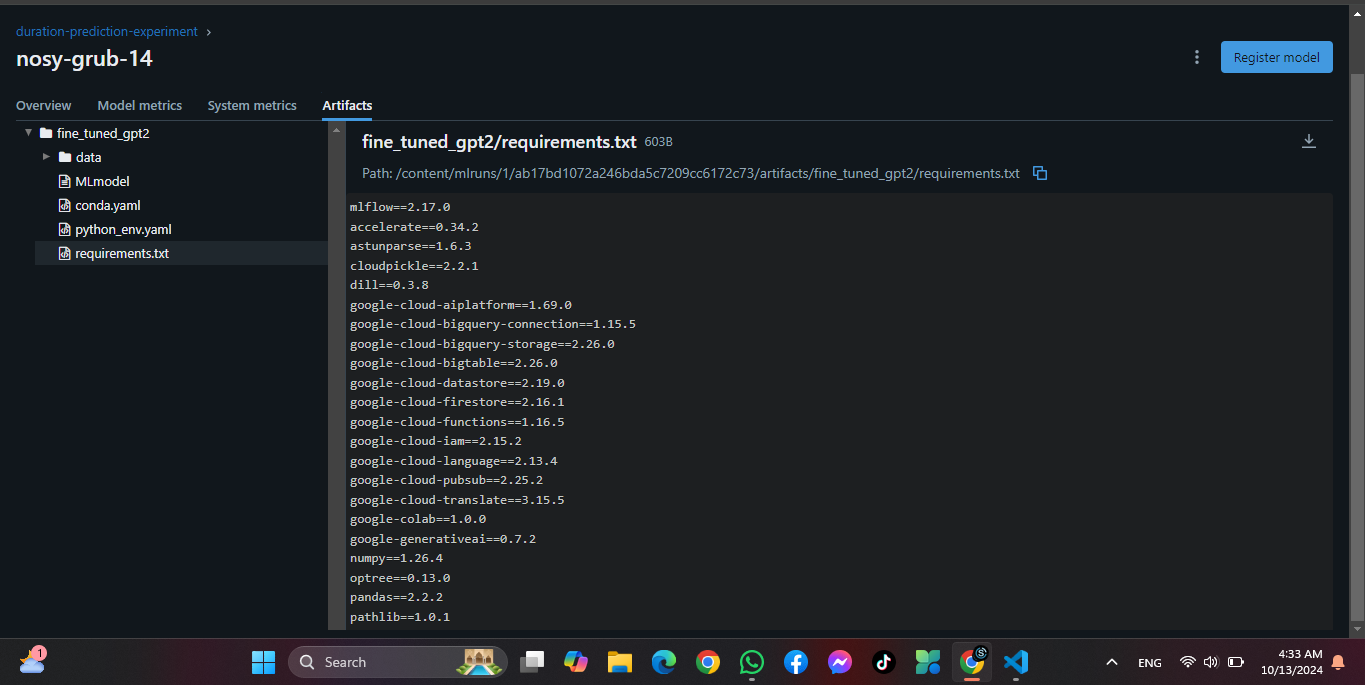 duration-prediction-experiment ›
nosy-grub-14
Register model
Overview Model metrics System metrics Artifacts
fine_tuned_gpt2
data
MLmodel
conda.yaml
python_env.yaml
requirements.txt
fine_tuned_gpt2/requirements.txt 603B
Path: /content/mlruns/1/ab17bd1072a246bda5c7209cc6172c73/artifacts/fine_tuned_gpt2/requirements.txt
mlflow==2.17.0
accelerate==0.34.2
astunparse==1.6.3
cloudpickle==2.2.1
dill==0.3.8
google-cloud-aiplatform==1.69.0
google-cloud-bigquery-connection==1.15.5
google-cloud-bigquery-storage==2.26.0
google-cloud-bigtable==2.26.0
google-cloud-datastore==2.19.0
google-cloud-firestore==2.16.1
google-cloud-functions==1.16.5
google-cloud-iam==2.15.2
google-cloud-language==2.13.4
google-cloud-pubsub==2.25.2
google-cloud-translate==3.15.5
google-colab==1.0.0
google-generativeai==0.7.2
numpy==1.26.4
optree==0.13.0
pandas==2.2.2
pathlib==1.0.1
1
Search
ENG
4:33 AM
10/13/2024